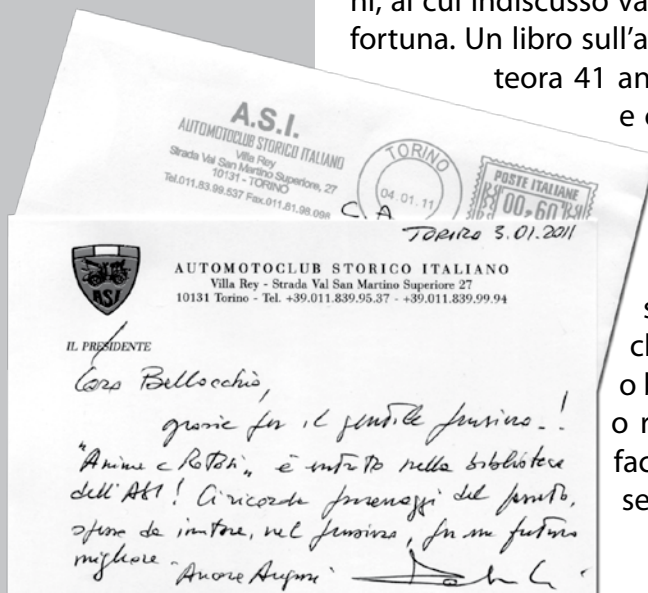 ni, al cui indiscusso va
fortuna. Un libro sull'a
teora 41 an
e
A.S.I.
AUTOMOTOCLUB STORICO ITALIANO
Villa Rey
Strada Val San Martino Superiore, 27
10131 - TORINO
Tel.011.83.99.537 Fax.011.81.98.098
TORINO
04.01.11
POSTE ITALIANE
00,60
C A
TORINO 3.01.2011
ASI
AUTOMOTOCLUB STORICO ITALIANO
Villa Rey - Strada Val San Martino Superiore 27
10131 Torino - Tel. +39.011.839.95.37 - +39.011.839.99.94
IL PRESIDENTE
s
c
o
o r
fac
se
Caro Bellocchio,
grazie per il gentile pensiero - !
"Anime e Rotori" è entrato nella biblioteca
dell'ASI ! Ci ricorda personaggi del passato,
da imitare, nel pensiero, per un futuro
migliore -
Ancora Auguri